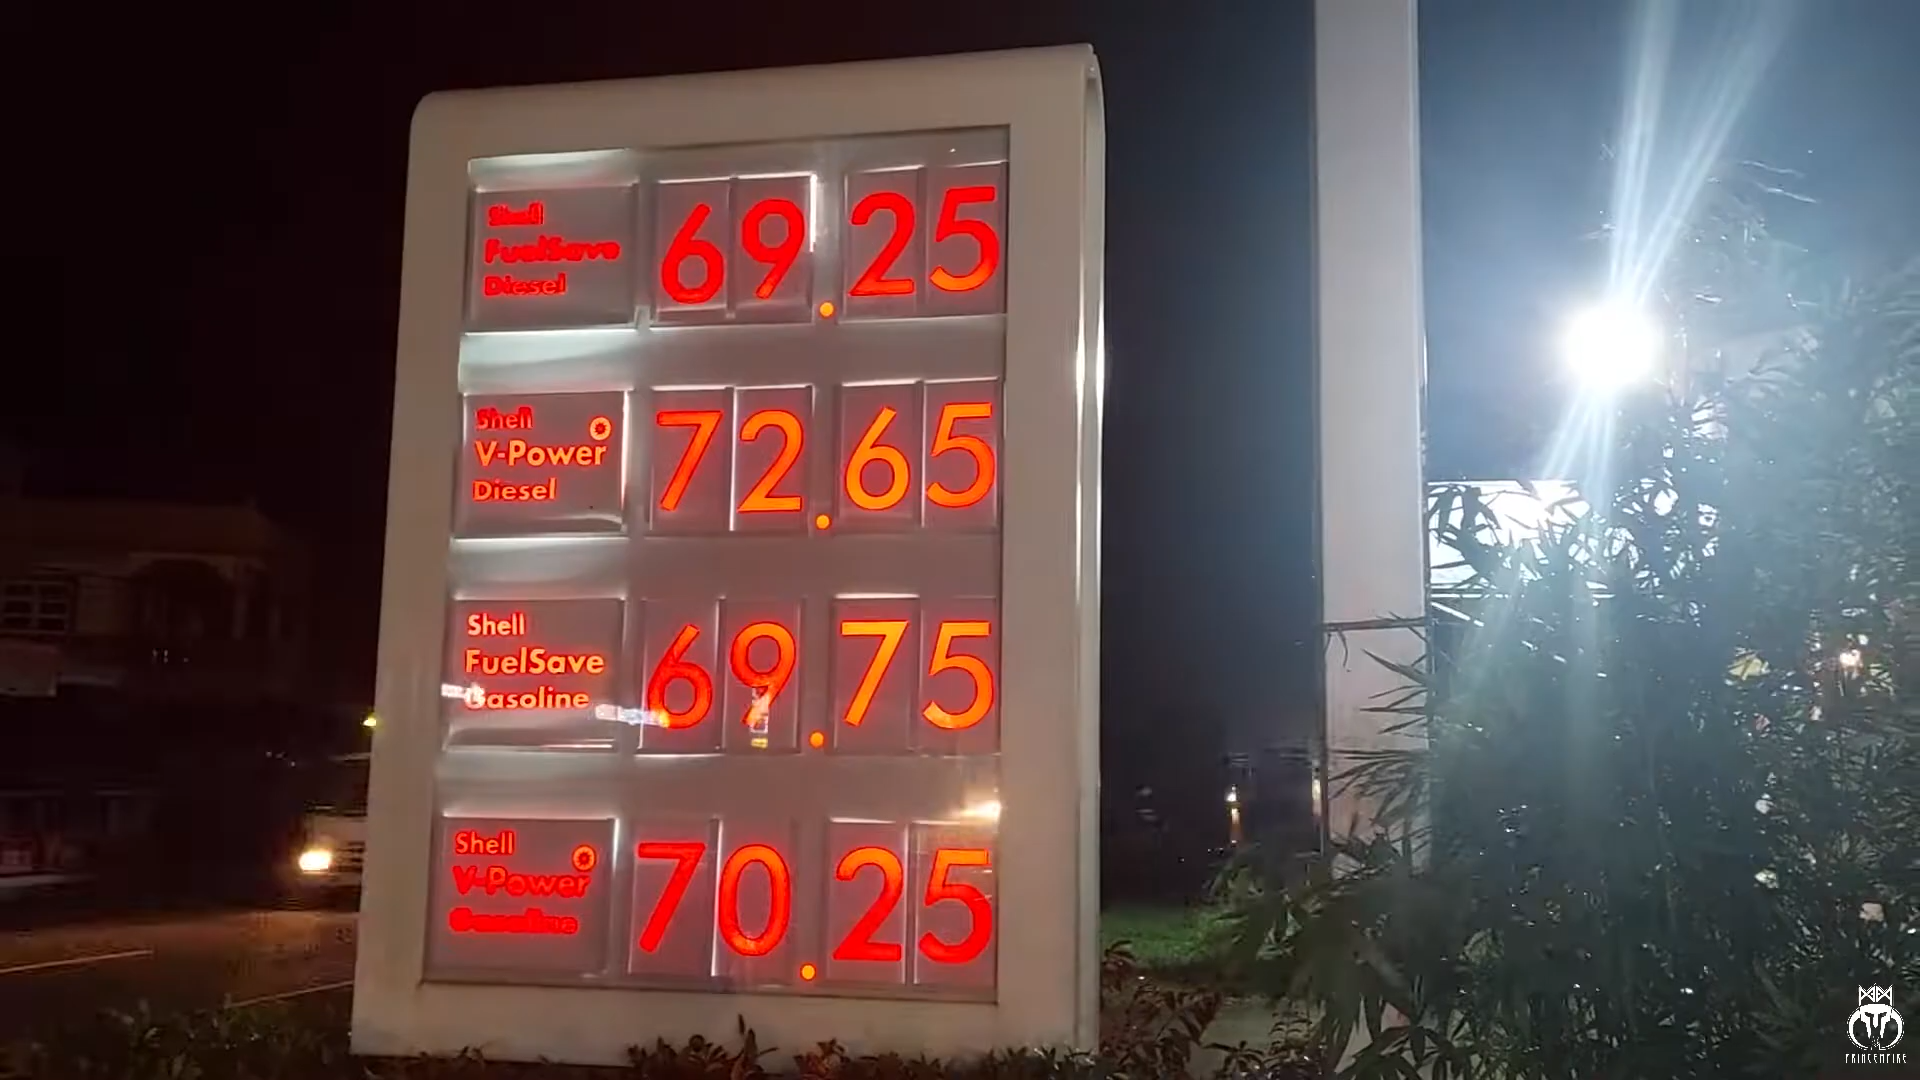 Shell
FuelSave
Diesel
69.25
Shell
V-Power
Diesel
72.65
Shell
FuelSave
Gasoline
69.75
Shell
V-Power
Gasoline
70.25
PRINCEMPIRE